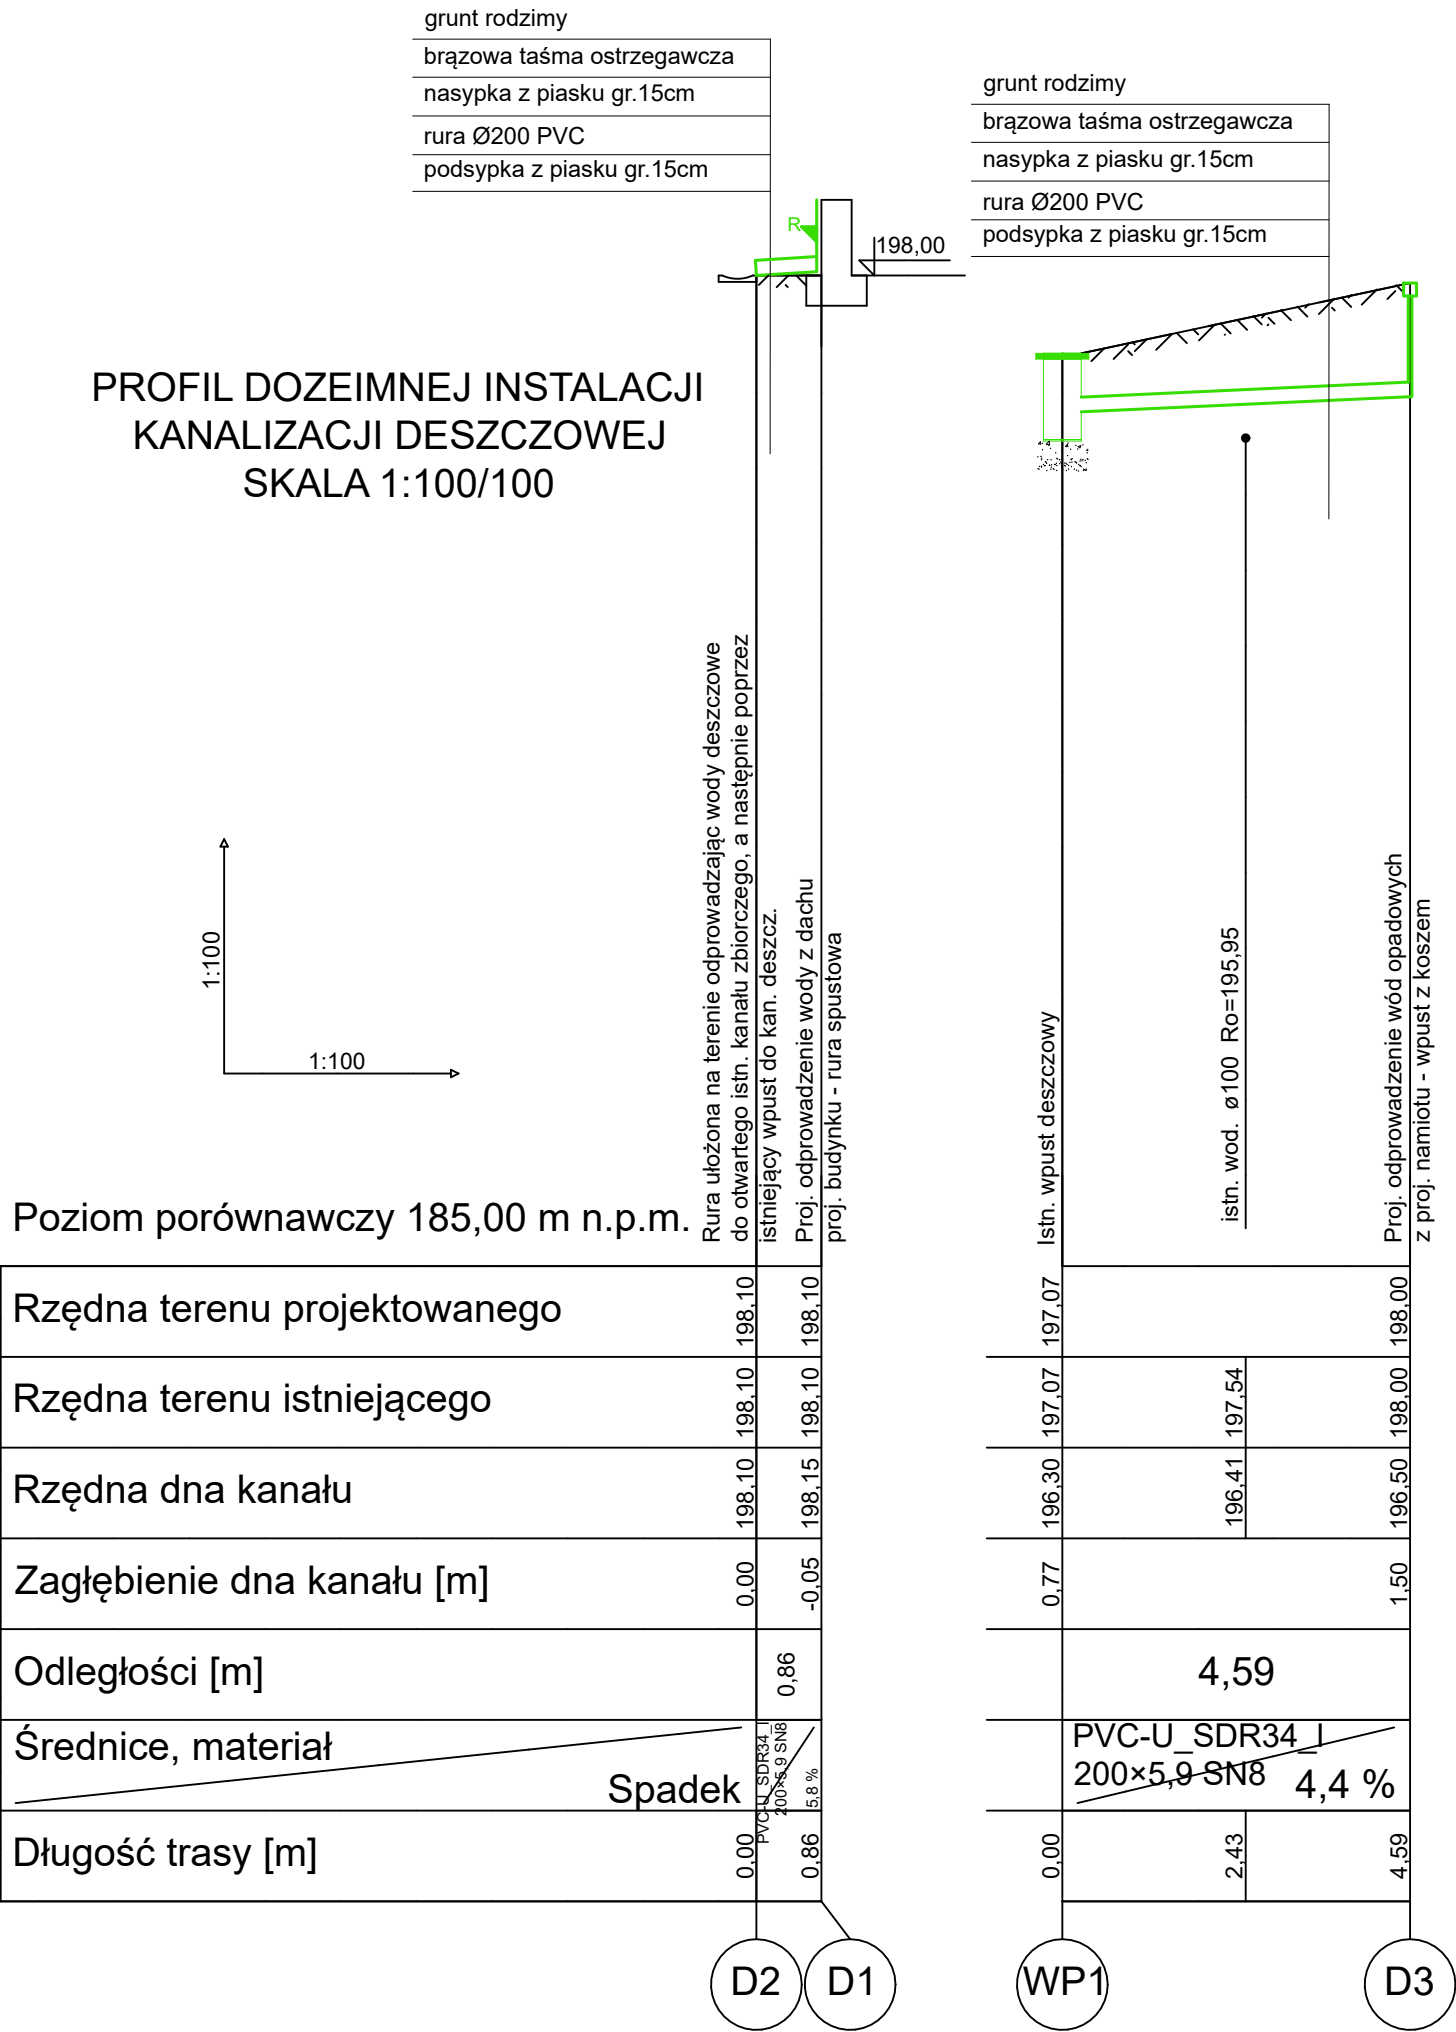 grunt rodzimy
brązowa taśma ostrzegawcza
nasypka z piasku gr.15cm
rura Ø200 PVC
podsypka z piasku gr.15cm
grunt rodzimy
brązowa taśma ostrzegawcza
nasypka z piasku gr.15cm
rura Ø200 PVC
podsypka z piasku gr.15cm
R
198,00
PROFIL DOZEIMNEJ INSTALACJI
KANALIZACJI DESZCZOWEJ
SKALA 1:100/100
1:100
1:100
Rura ułożona na terenie odprowadzając wody deszczowe
do otwartego istn. kanału zbiorczego, a następnie poprzez
istniejący wpust do kan. deszcz.
Proj. odprowadzenie wody z dachu
proj. budynku - rura spustowa
Istn. wpust deszczowy
istn. wod. ø100 Ro=195,95
Proj. odprowadzenie wód opadowych
z proj. namiotu - wpust z koszem
Poziom porównawczy 185,00 m n.p.m.
Rzędna terenu projektowanego
198,10
198,10
197,07
198,00
Rzędna terenu istniejącego
198,10
198,10
197,07
197,54
198,00
Rzędna dna kanału
198,10
198,15
196,30
196,41
196,50
Zagłębienie dna kanału [m]
0,00
-0,05
0,77
1,50
Odległości [m]
0,86
4,59
Średnice, materiał
Spadek
PVC-U_SDR34_I
200×5,9 SN8
5,8 %
PVC-U_SDR34_I
200×5,9 SN8
4,4 %
Długość trasy [m]
0,00
0,86
0,00
2,43
4,59
D2
D1
WP1
D3